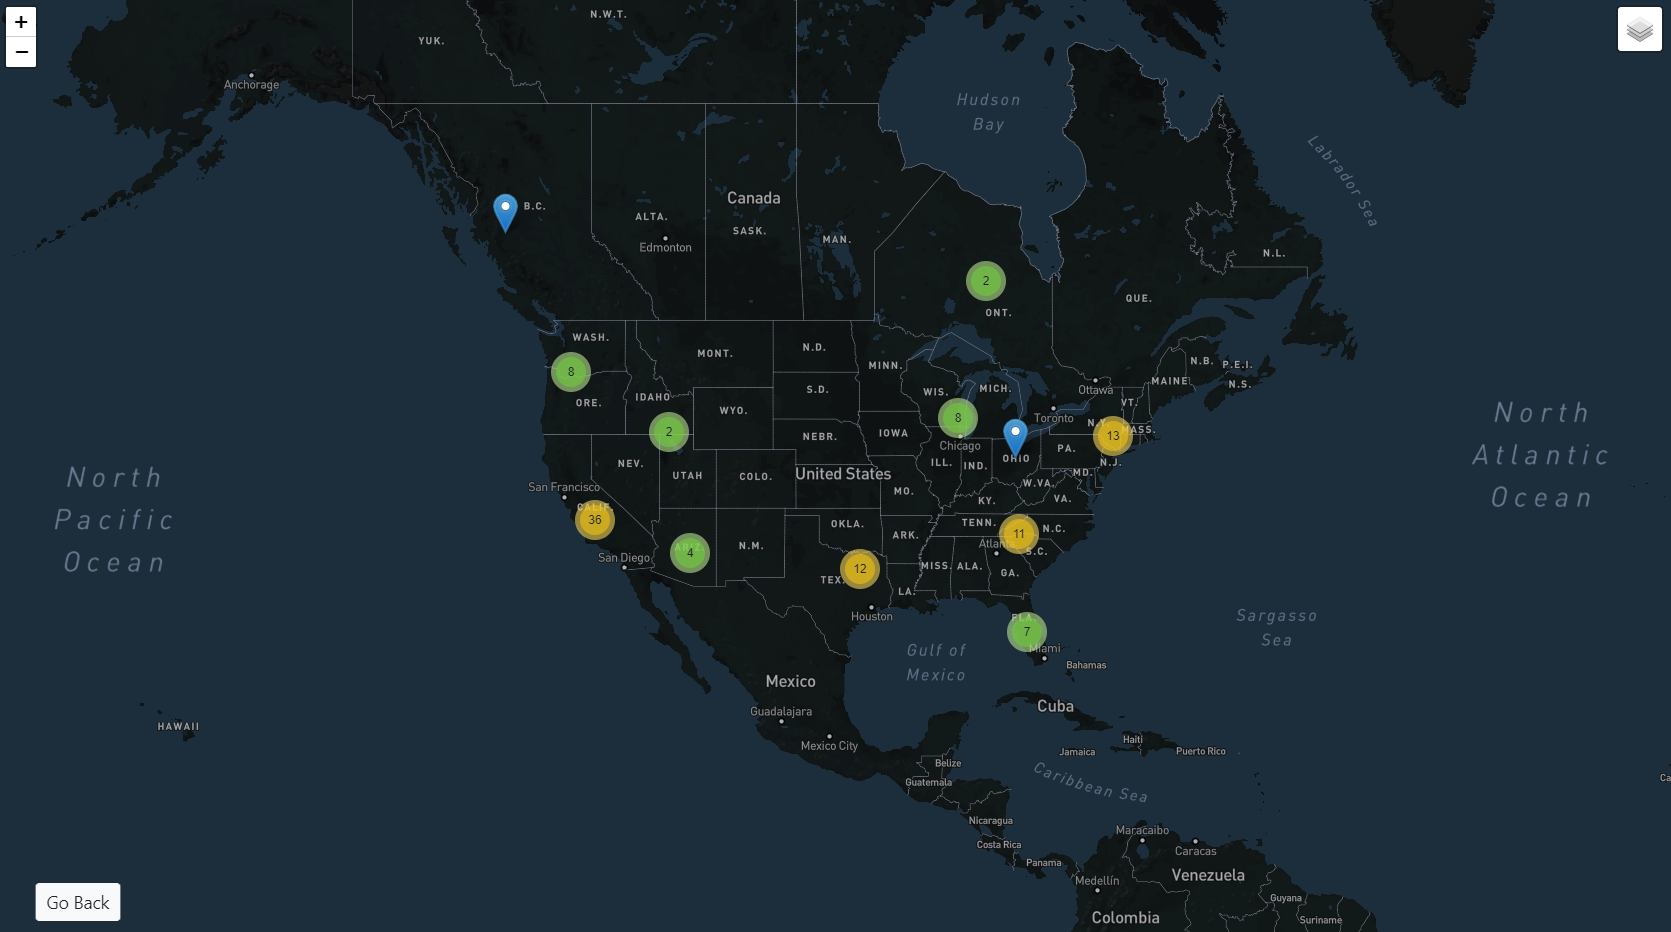 +
−
N.W.T.
YUK.
Anchorage
Hudson
Bay
Labrador Sea
B.C.
Canada
ALTA.
SASK.
MAN.
Edmonton
N.L.
2
QUE.
ONT.
WASH.
MONT.
N.D.
MINN.
8
ORE.
IDAHO
WYO.
S.D.
WIS.
MICH.
Ottawa
MAINE
N.B.
P.E.I.
N.S.
VT.
Toronto
N.Y.
MASS.
2
NEBR.
IOWA
8
Chicago
13
OHIO
PA.
N.J.
North
Atlantic
Ocean
NEV.
UTAH
COLO.
United States
ILL.
IND.
MD.
W.VA.
VA.
North
Pacific
Ocean
San Francisco
CALIF.
36
MO.
KY.
OKLA.
ARK.
TENN.
11
N.C.
Atlanta
S.C.
San Diego
ARIZ.
4
N.M.
TEX.
12
MISS.
ALA.
GA.
LA.
Houston
FLA.
7
Miami
Gulf of
Mexico
Sargasso
Sea
Bahamas
Mexico
Cuba
Guadalajara
HAWAII
Mexico City
Haiti
Jamaica
Puerto Rico
Belize
Guatemala
Caribbean Sea
Ca
Nicaragua
Costa Rica
Maracaibo
Caracas
Panama
Medellín
Venezuela
Guyana
Suriname
Colombia
Go Back